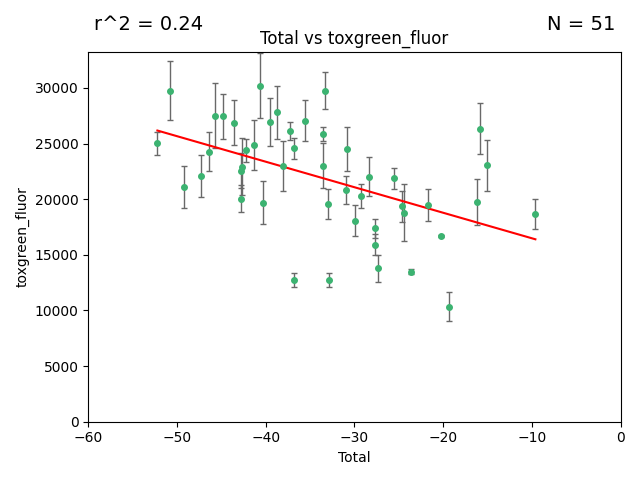 r^2 = 0.24
N = 51
Total vs toxgreen_fluor
30000
25000
20000
15000
10000
5000
0
toxgreen_fluor
−60
−50
−40
−30
−20
−10
0
Total